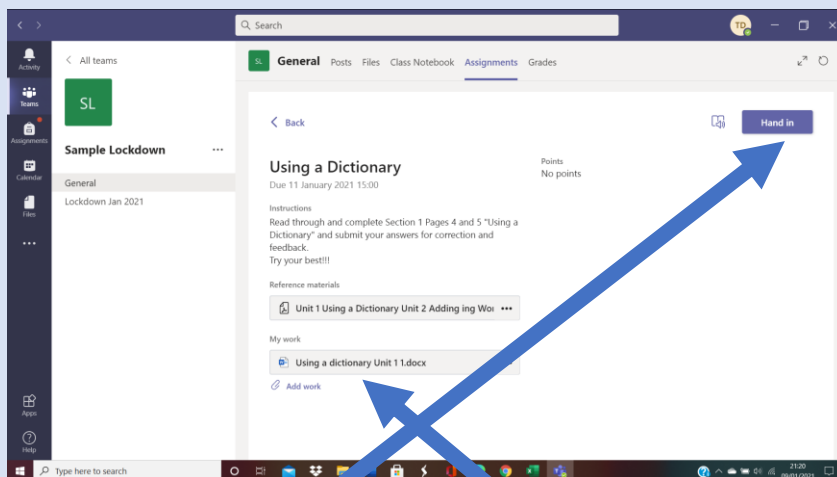 Search
TD
Activity
All teams
SL
General Posts Files Class Notebook Assignments Grades
Teams
SL
Back
Hand in
Assignments
Sample Lockdown
Using a Dictionary
Points
No points
Calendar
General
Due 11 January 2021 15:00
Lockdown Jan 2021
Files
Instructions
Read through and complete Section 1 Pages 4 and 5 "Using a
Dictionary" and submit your answers for correction and
feedback.
Try your best!!!
Reference materials
Unit 1 Using a Dictionary Unit 2 Adding ing Wor
My work
Using a dictionary Unit 1 1.docx
Add work
Apps
Help
Type here to search
21:20
09/01/2021